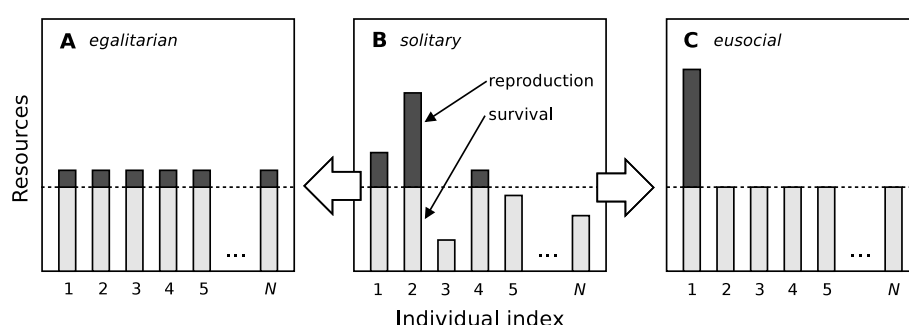 A egalitarian
B solitary
C eusocial
reproduction
survival
Resources
1 2 3 4 5 ... N
1 2 3 4 5 ... N
1 2 3 4 5 ... N
Individual index